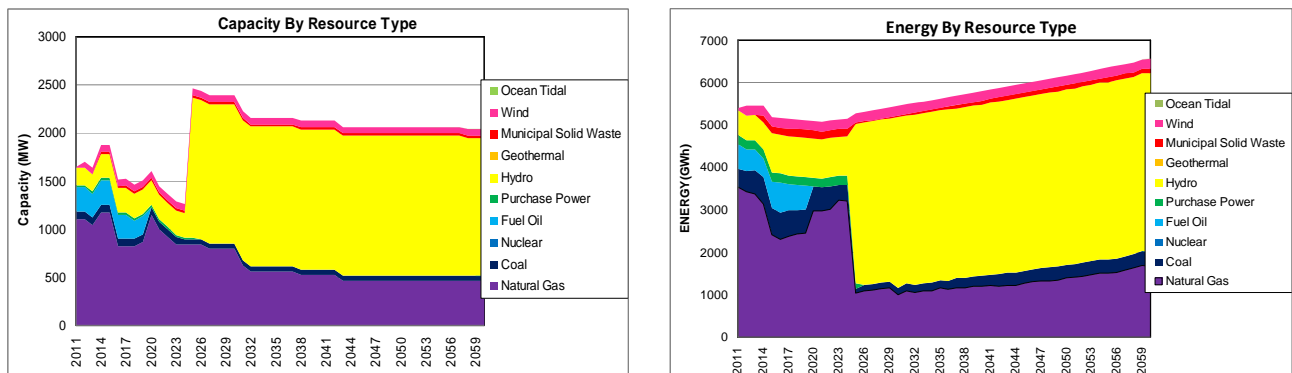 Capacity By Resource Type
3000
2500
2000
1500
1000
500
0
Capacity (MW)
2011
2014
2017
2020
2023
2026
2029
2032
2035
2038
2041
2044
2047
2050
2053
2056
2059
Ocean Tidal
Wind
Municipal Solid Waste
Geothermal
Hydro
Purchase Power
Fuel Oil
Nuclear
Coal
Natural Gas
Energy By Resource Type
7000
6000
5000
4000
3000
2000
1000
0
ENERGY (GWh)
2011
2014
2017
2020
2023
2026
2029
2032
2035
2038
2041
2044
2047
2050
2053
2056
2059
Ocean Tidal
Wind
Municipal Solid Waste
Geothermal
Hydro
Purchase Power
Fuel Oil
Nuclear
Coal
Natural Gas